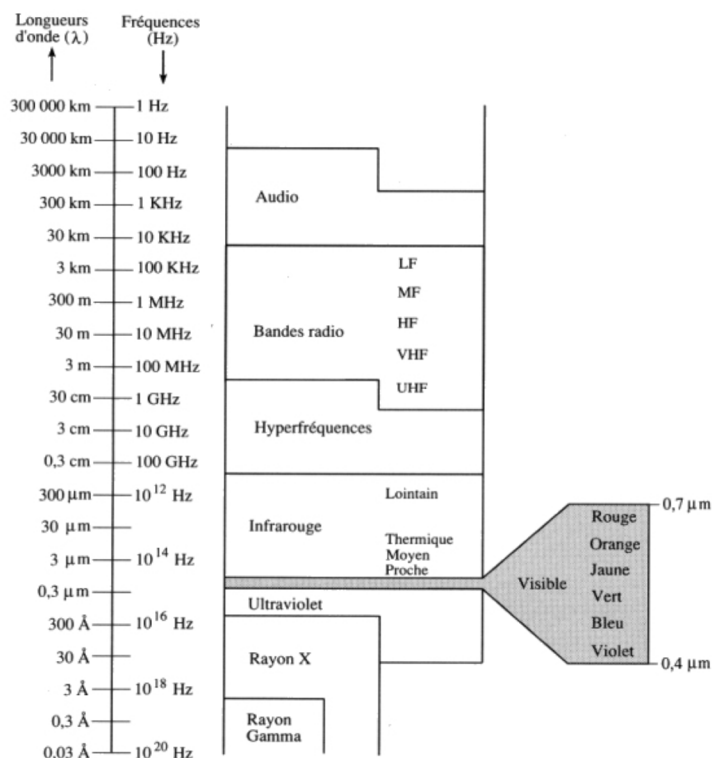 Longueurs
d'onde (λ)
Fréquences
(Hz)
300 000 km 1 Hz
30 000 km 10 Hz
3000 km 100 Hz
300 km 1 KHz
30 km 10 KHz
3 km 100 KHz
300 m 1 MHz
30 m 10 MHz
3 m 100 MHz
30 cm 1 GHz
3 cm 10 GHz
0,3 cm 100 GHz
300 μm 10¹² Hz
30 μm
3 μm 10¹⁴ Hz
0,3 μm
300 Å 10¹⁶ Hz
30 Å
3 Å 10¹⁸ Hz
0,3 Å
0,03 Å 10²⁰ Hz
Audio
Bandes radio
LF
MF
HF
VHF
UHF
Hyperfréquences
Infrarouge
Lointain
Thermique
Moyen
Proche
Ultraviolet
Rayon X
Rayon
Gamma
Visible
0,7 μm
Rouge
Orange
Jaune
Vert
Bleu
Violet
0,4 μm